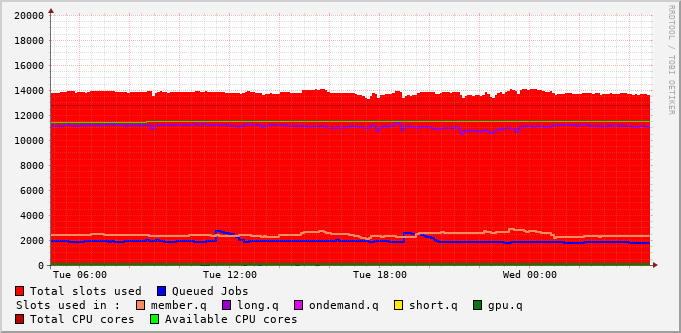 RRDTOOL / TOBI OETIKER
20000
18000
16000
14000
12000
10000
8000
6000
4000
2000
0
Tue 06:00 Tue 12:00 Tue 18:00 Wed 00:00
Total slots used Queued Jobs
Slots used in : member.q long.q ondemand.q short.q gpu.q
Total CPU cores Available CPU cores